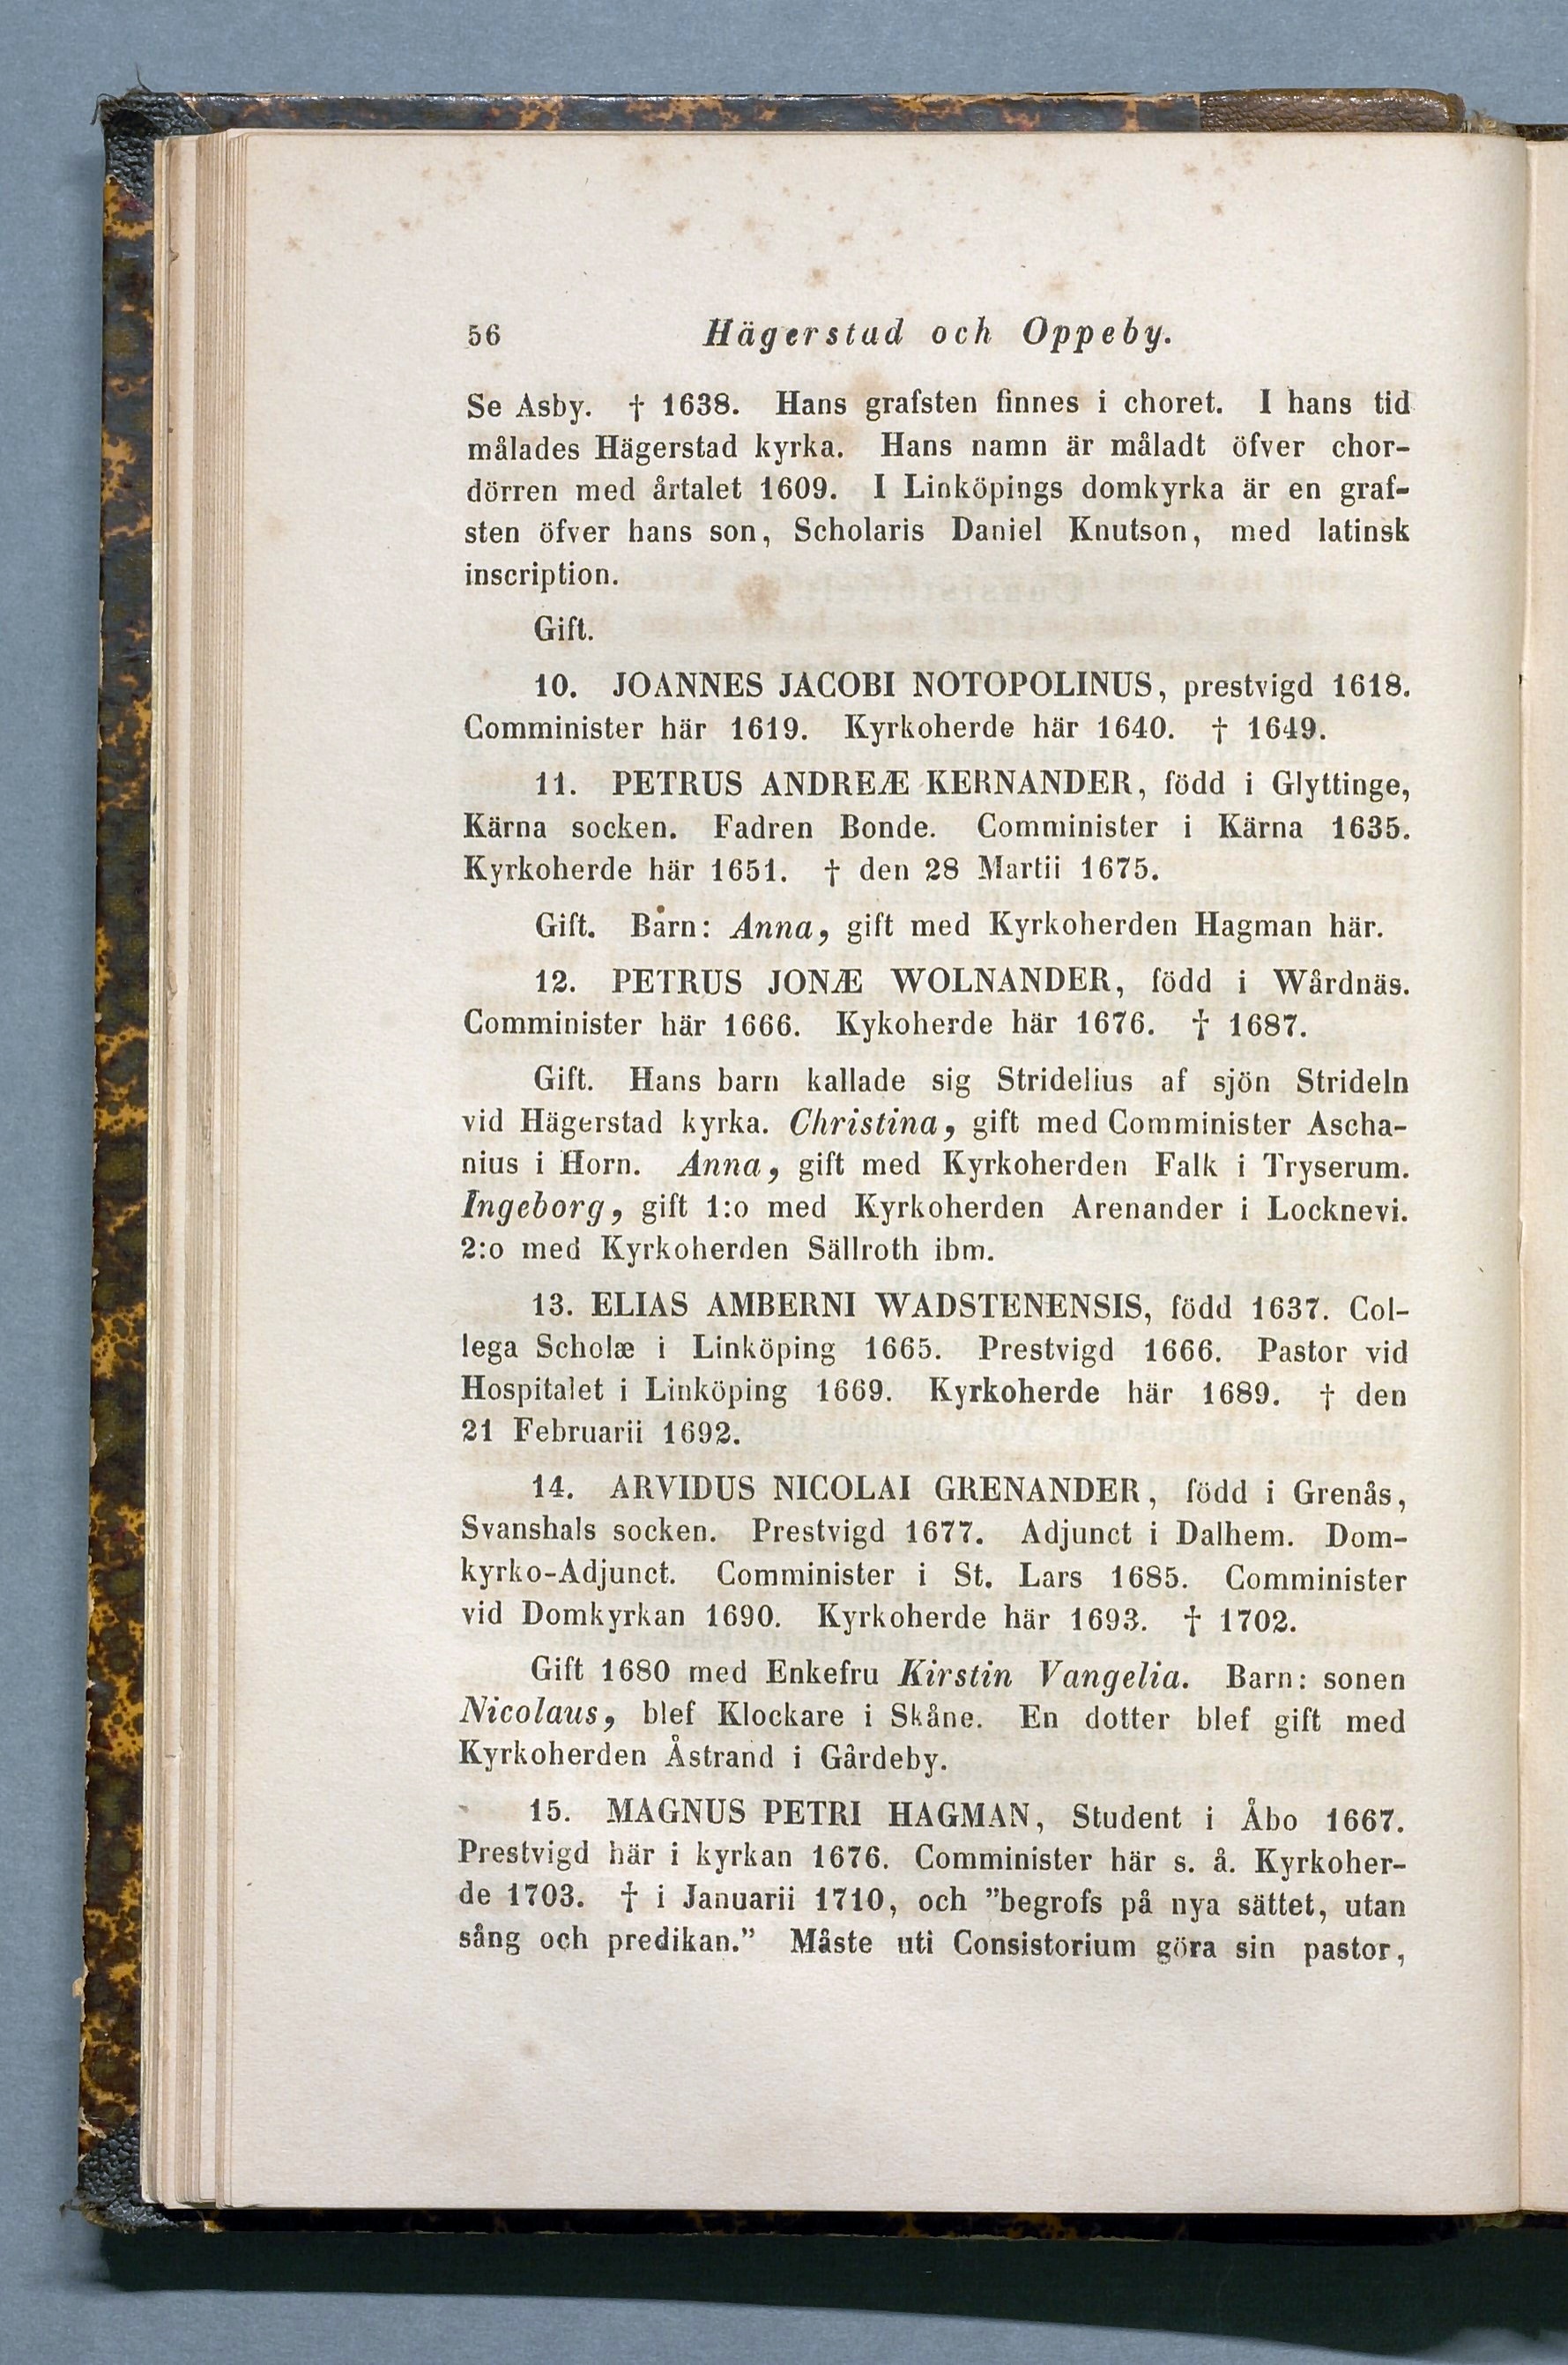 56 Hägerstad och Oppeby.
Se Asby. † 1638. Hans grafsten finnes i choret. I hans tid
målades Hägerstad kyrka. Hans namn är måladt öfver chor-
dörren med årtalet 1609. I Linköpings domkyrka är en graf-
sten öfver hans son, Scholaris Daniel Knutson, med latinsk
inscription.
Gift.
10. JOANNES JACOBI NOTOPOLINUS, prestvigd 1618.
Comminister här 1619. Kyrkoherde här 1640. † 1649.
11. PETRUS ANDREÆ KERNANDER, född i Glyttinge,
Kärna socken. Fadren Bonde. Comminister i Kärna 1635.
Kyrkoherde här 1651. † den 28 Martii 1675.
Gift. Barn: Anna, gift med Kyrkoherden Hagman här.
12. PETRUS JONÆ WOLNANDER, född i Wårdnäs.
Comminister här 1666. Kykoherde här 1676. † 1687.
Gift. Hans barn kallade sig Stridelius af sjön Strideln
vid Hägerstad kyrka. Christina, gift med Comminister Ascha-
nius i Horn. Anna, gift med Kyrkoherden Falk i Tryserum.
Ingeborg, gift 1:o med Kyrkoherden Arenander i Locknevi.
2:o med Kyrkoherden Sällroth ibm.
13. ELIAS AMBERNI WADSTENENSIS, född 1637. Col-
lega Scholæ i Linköping 1665. Prestvigd 1666. Pastor vid
Hospitalet i Linköping 1669. Kyrkoherde här 1689. † den
21 Februarii 1692.
14. ARVIDUS NICOLAI GRENANDER, född i Grenås,
Svanshals socken. Prestvigd 1677. Adjunct i Dalhem. Dom-
kyrko-Adjunct. Comminister i St. Lars 1685. Comminister
vid Domkyrkan 1690. Kyrkoherde här 1693. † 1702.
Gift 1680 med Enkefru Kirstin Vangelia. Barn: sonen
Nicolaus, blef Klockare i Skåne. En dotter blef gift med
Kyrkoherden Åstrand i Gårdeby.
15. MAGNUS PETRI HAGMAN, Student i Åbo 1667.
Prestvigd här i kyrkan 1676. Comminister här s. å. Kyrkoher-
de 1703. † i Januarii 1710, och ”begrofs på nya sättet, utan
sång och predikan.” Måste uti Consistorium göra sin pastor,